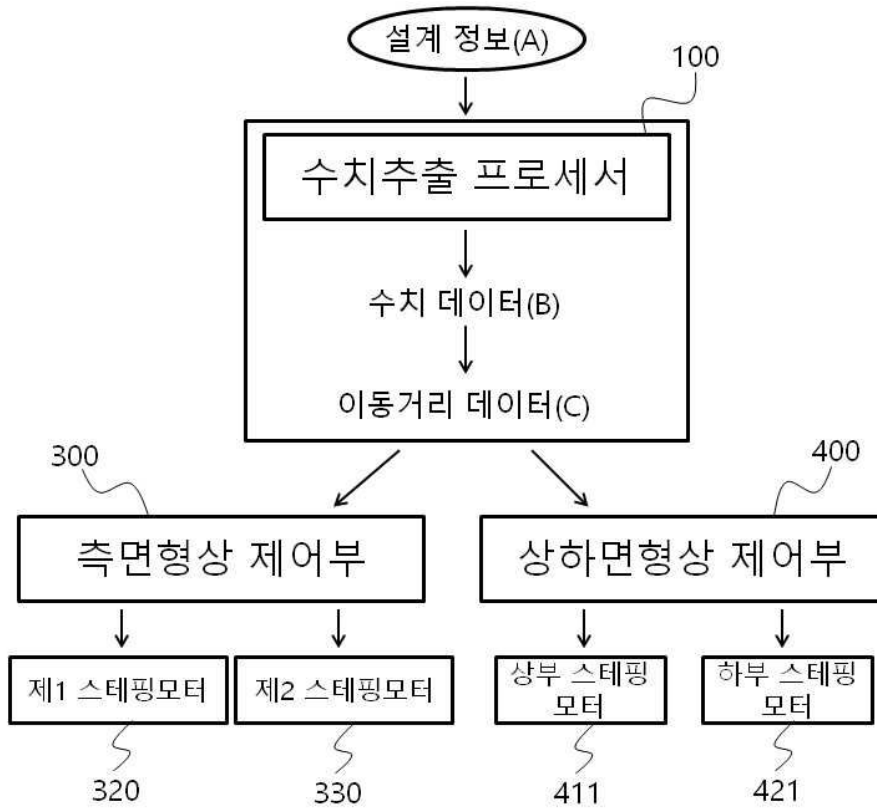 설계 정보(A)
100
수치추출 프로세서
수치 데이터(B)
이동거리 데이터(C)
300
400
측면형상 제어부
상하면형상 제어부
제1 스테핑모터
제2 스테핑모터
상부 스테핑
모터
하부 스테핑
모터
320
330
411
421